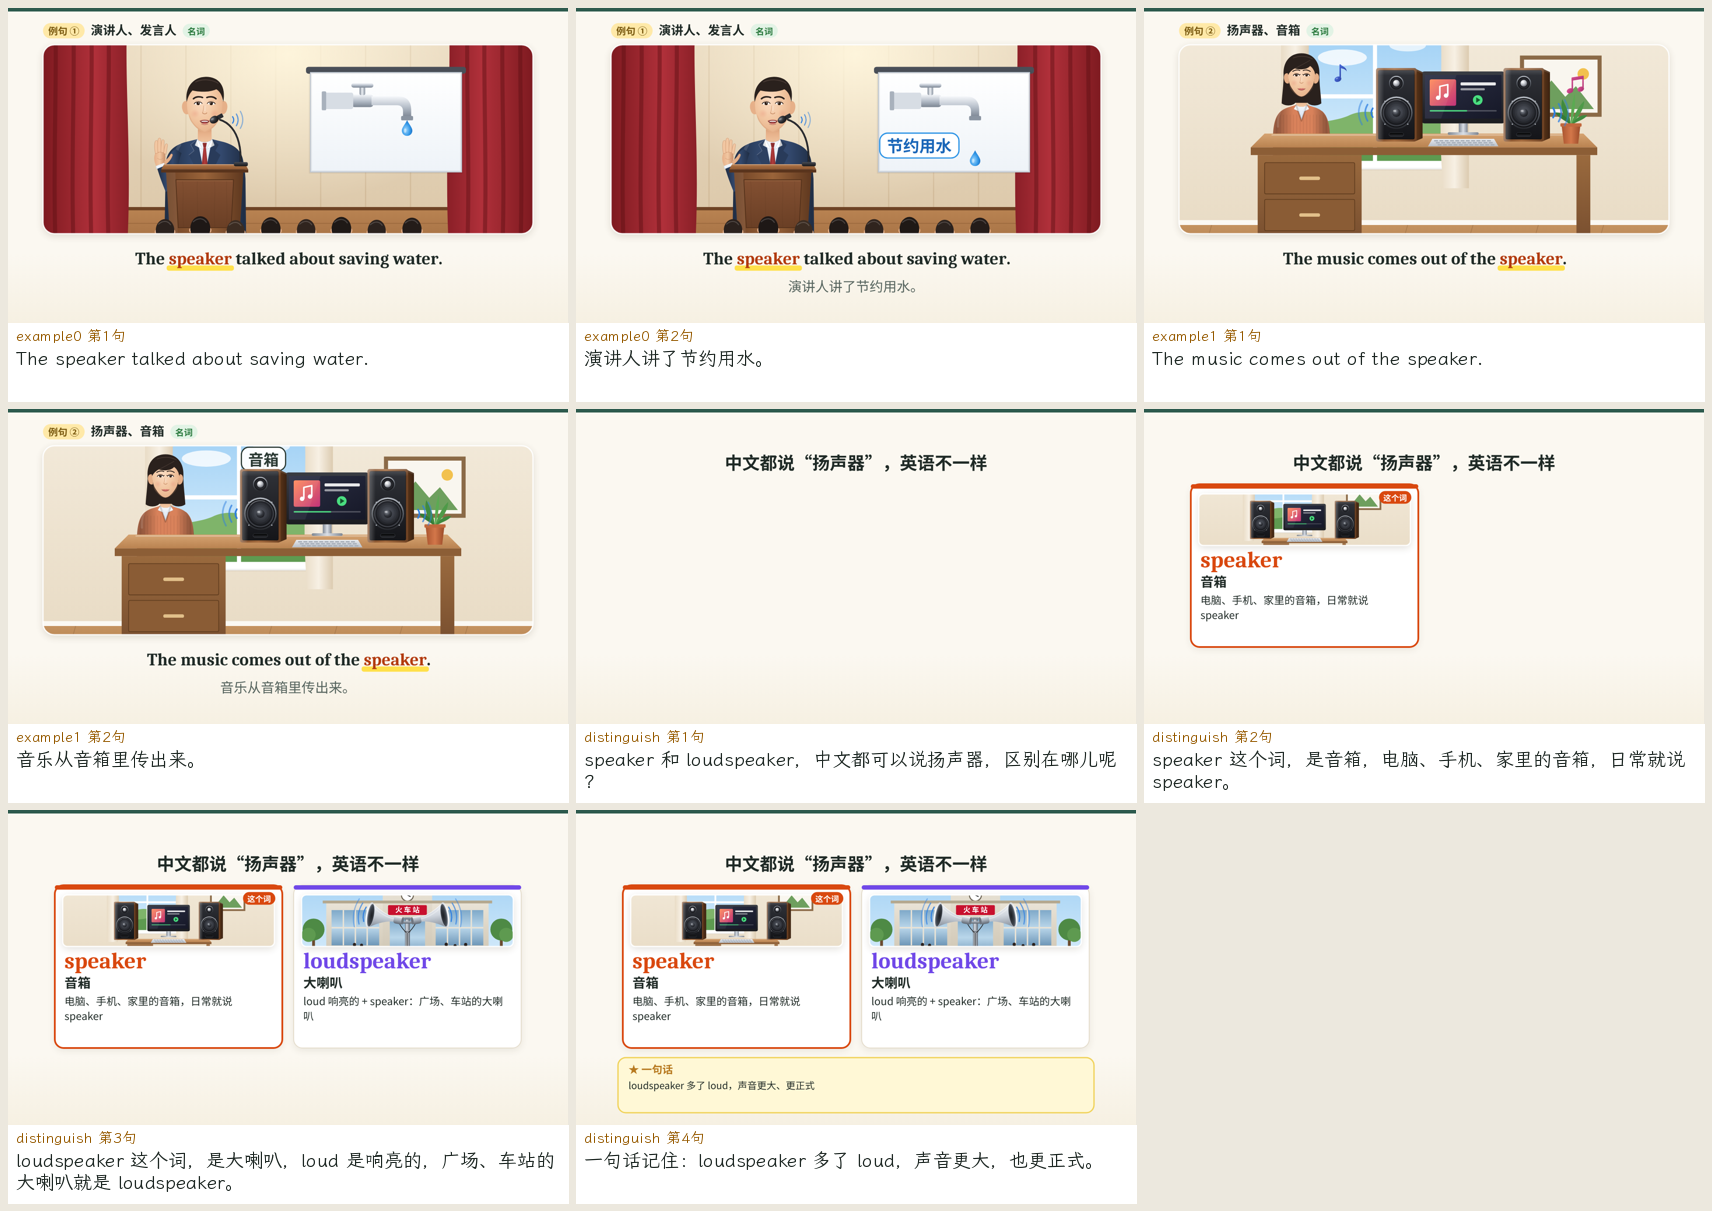 例句 ① 演讲人、发言人 名词
The speaker talked about saving water.
example0 第1句
The speaker talked about saving water.
例句 ① 演讲人、发言人 名词
节约用水
The speaker talked about saving water.
演讲人讲了节约用水。
example0 第2句
演讲人讲了节约用水。
例句 ② 扬声器、音箱 名词
The music comes out of the speaker.
example1 第1句
The music comes out of the speaker.
例句 ② 扬声器、音箱 名词
音箱
The music comes out of the speaker.
音乐从音箱里传出来。
example1 第2句
音乐从音箱里传出来。
中文都说“扬声器”，英语不一样
distinguish 第1句
speaker 和 loudspeaker，中文都可以说扬声器，区别在哪儿呢
？
中文都说“扬声器”，英语不一样
这个词
speaker
音箱
电脑、手机、家里的音箱，日常就说
speaker
distinguish 第2句
speaker 这个词，是音箱，电脑、手机、家里的音箱，日常就说
speaker。
中文都说“扬声器”，英语不一样
这个词
speaker
音箱
电脑、手机、家里的音箱，日常就说
speaker
火车站
loudspeaker
大喇叭
loud 响亮的 + speaker：广场、车站的大喇
叭
distinguish 第3句
loudspeaker 这个词，是大喇叭，loud 是响亮的，广场、车站的
大喇叭就是 loudspeaker。
中文都说“扬声器”，英语不一样
这个词
speaker
音箱
电脑、手机、家里的音箱，日常就说
speaker
火车站
loudspeaker
大喇叭
loud 响亮的 + speaker：广场、车站的大喇
叭
★ 一句话
loudspeaker 多了 loud，声音更大、更正式
distinguish 第4句
一句话记住：loudspeaker 多了 loud，声音更大，也更正式。